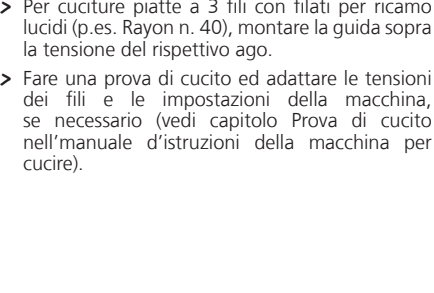 > Per cuciture piatte a 3 fili con filati per ricamo
lucidi (p.es. Rayon n. 40), montare la guida sopra
la tensione del rispettivo ago.
> Fare una prova di cucito ed adattare le tensioni
dei fili e le impostazioni della macchina,
se necessario (vedi capitolo Prova di cucito
nell’manuale d’istruzioni della macchina per
cucire).